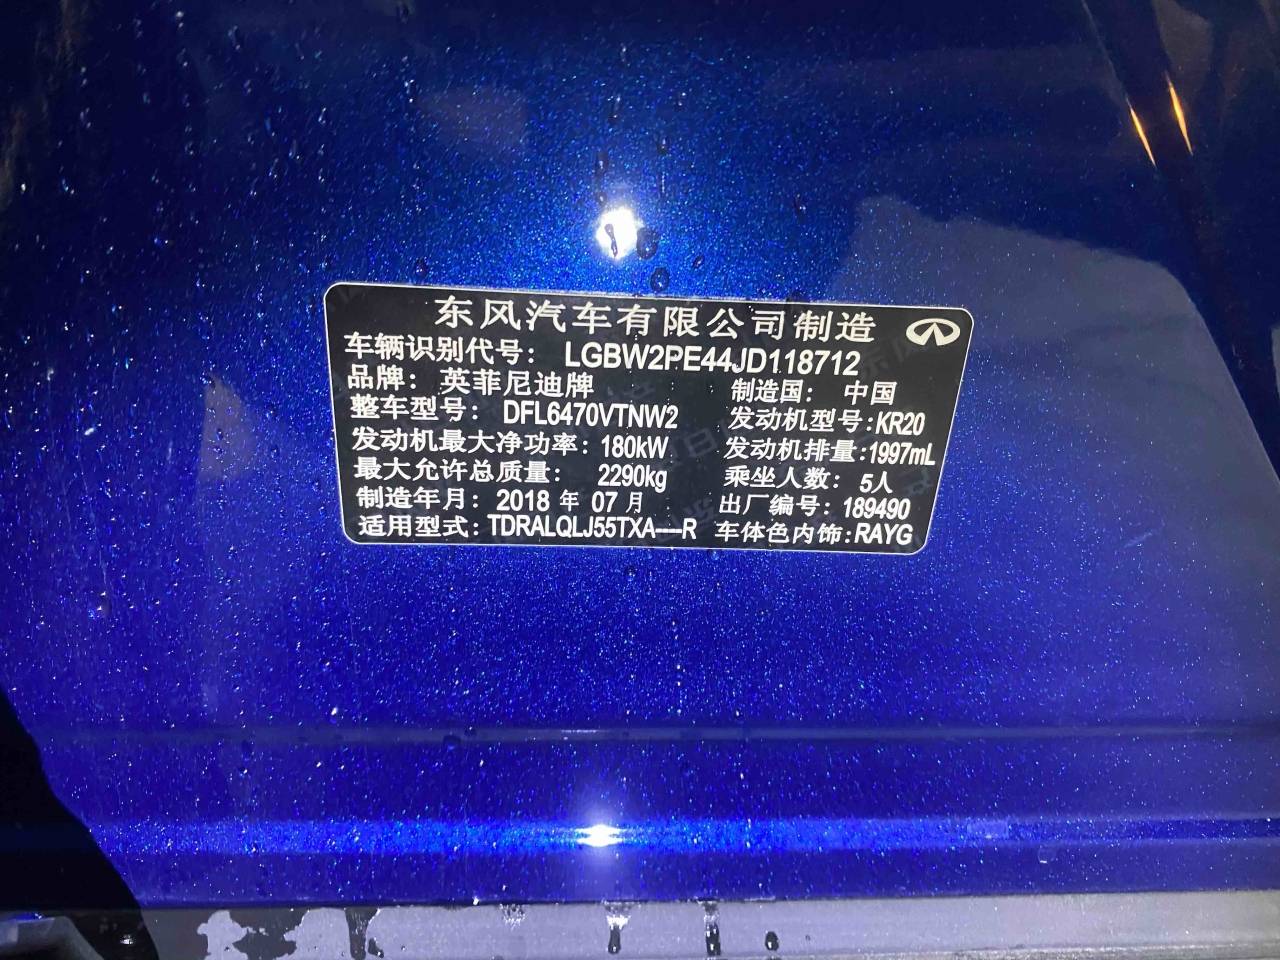 东风汽车有限公司制造
车辆识别代号: LGBW2PE44JD118712
品牌: 英菲尼迪牌 制造国: 中国
整车型号: DFL6470VTNW2 发动机型号:KR20
发动机最大净功率: 180kW 发动机排量:1997mL
最大允许总质量: 2290kg 乘坐人数: 5人
制造年月: 2018 年 07 月 出厂编号: 189490
适用型式: TDRALQLJ55TXA----R 车体色内饰:RAYG